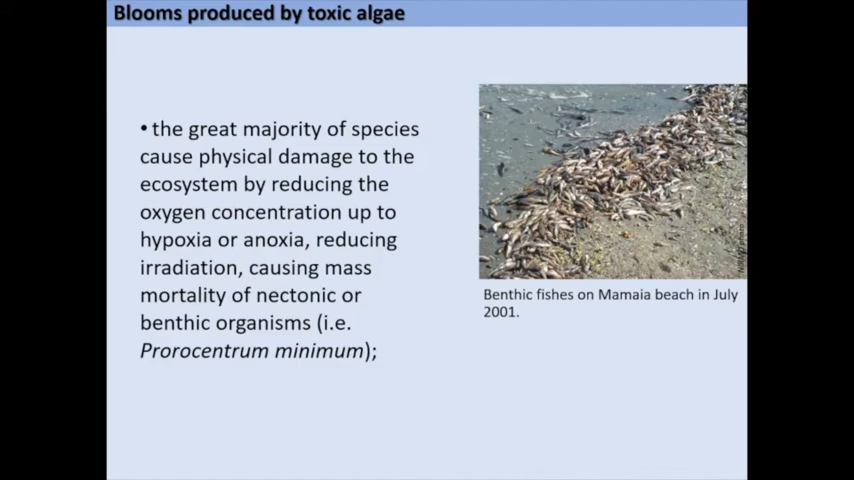 Blooms produced by toxic algae
• the great majority of species
cause physical damage to the
ecosystem by reducing the
oxygen concentration up to
hypoxia or anoxia, reducing
irradiation, causing mass
mortality of nectonic or
benthic organisms (i.e.
Prorocentrum minimum);
Benthic fishes on Mamaia beach in July
2001.